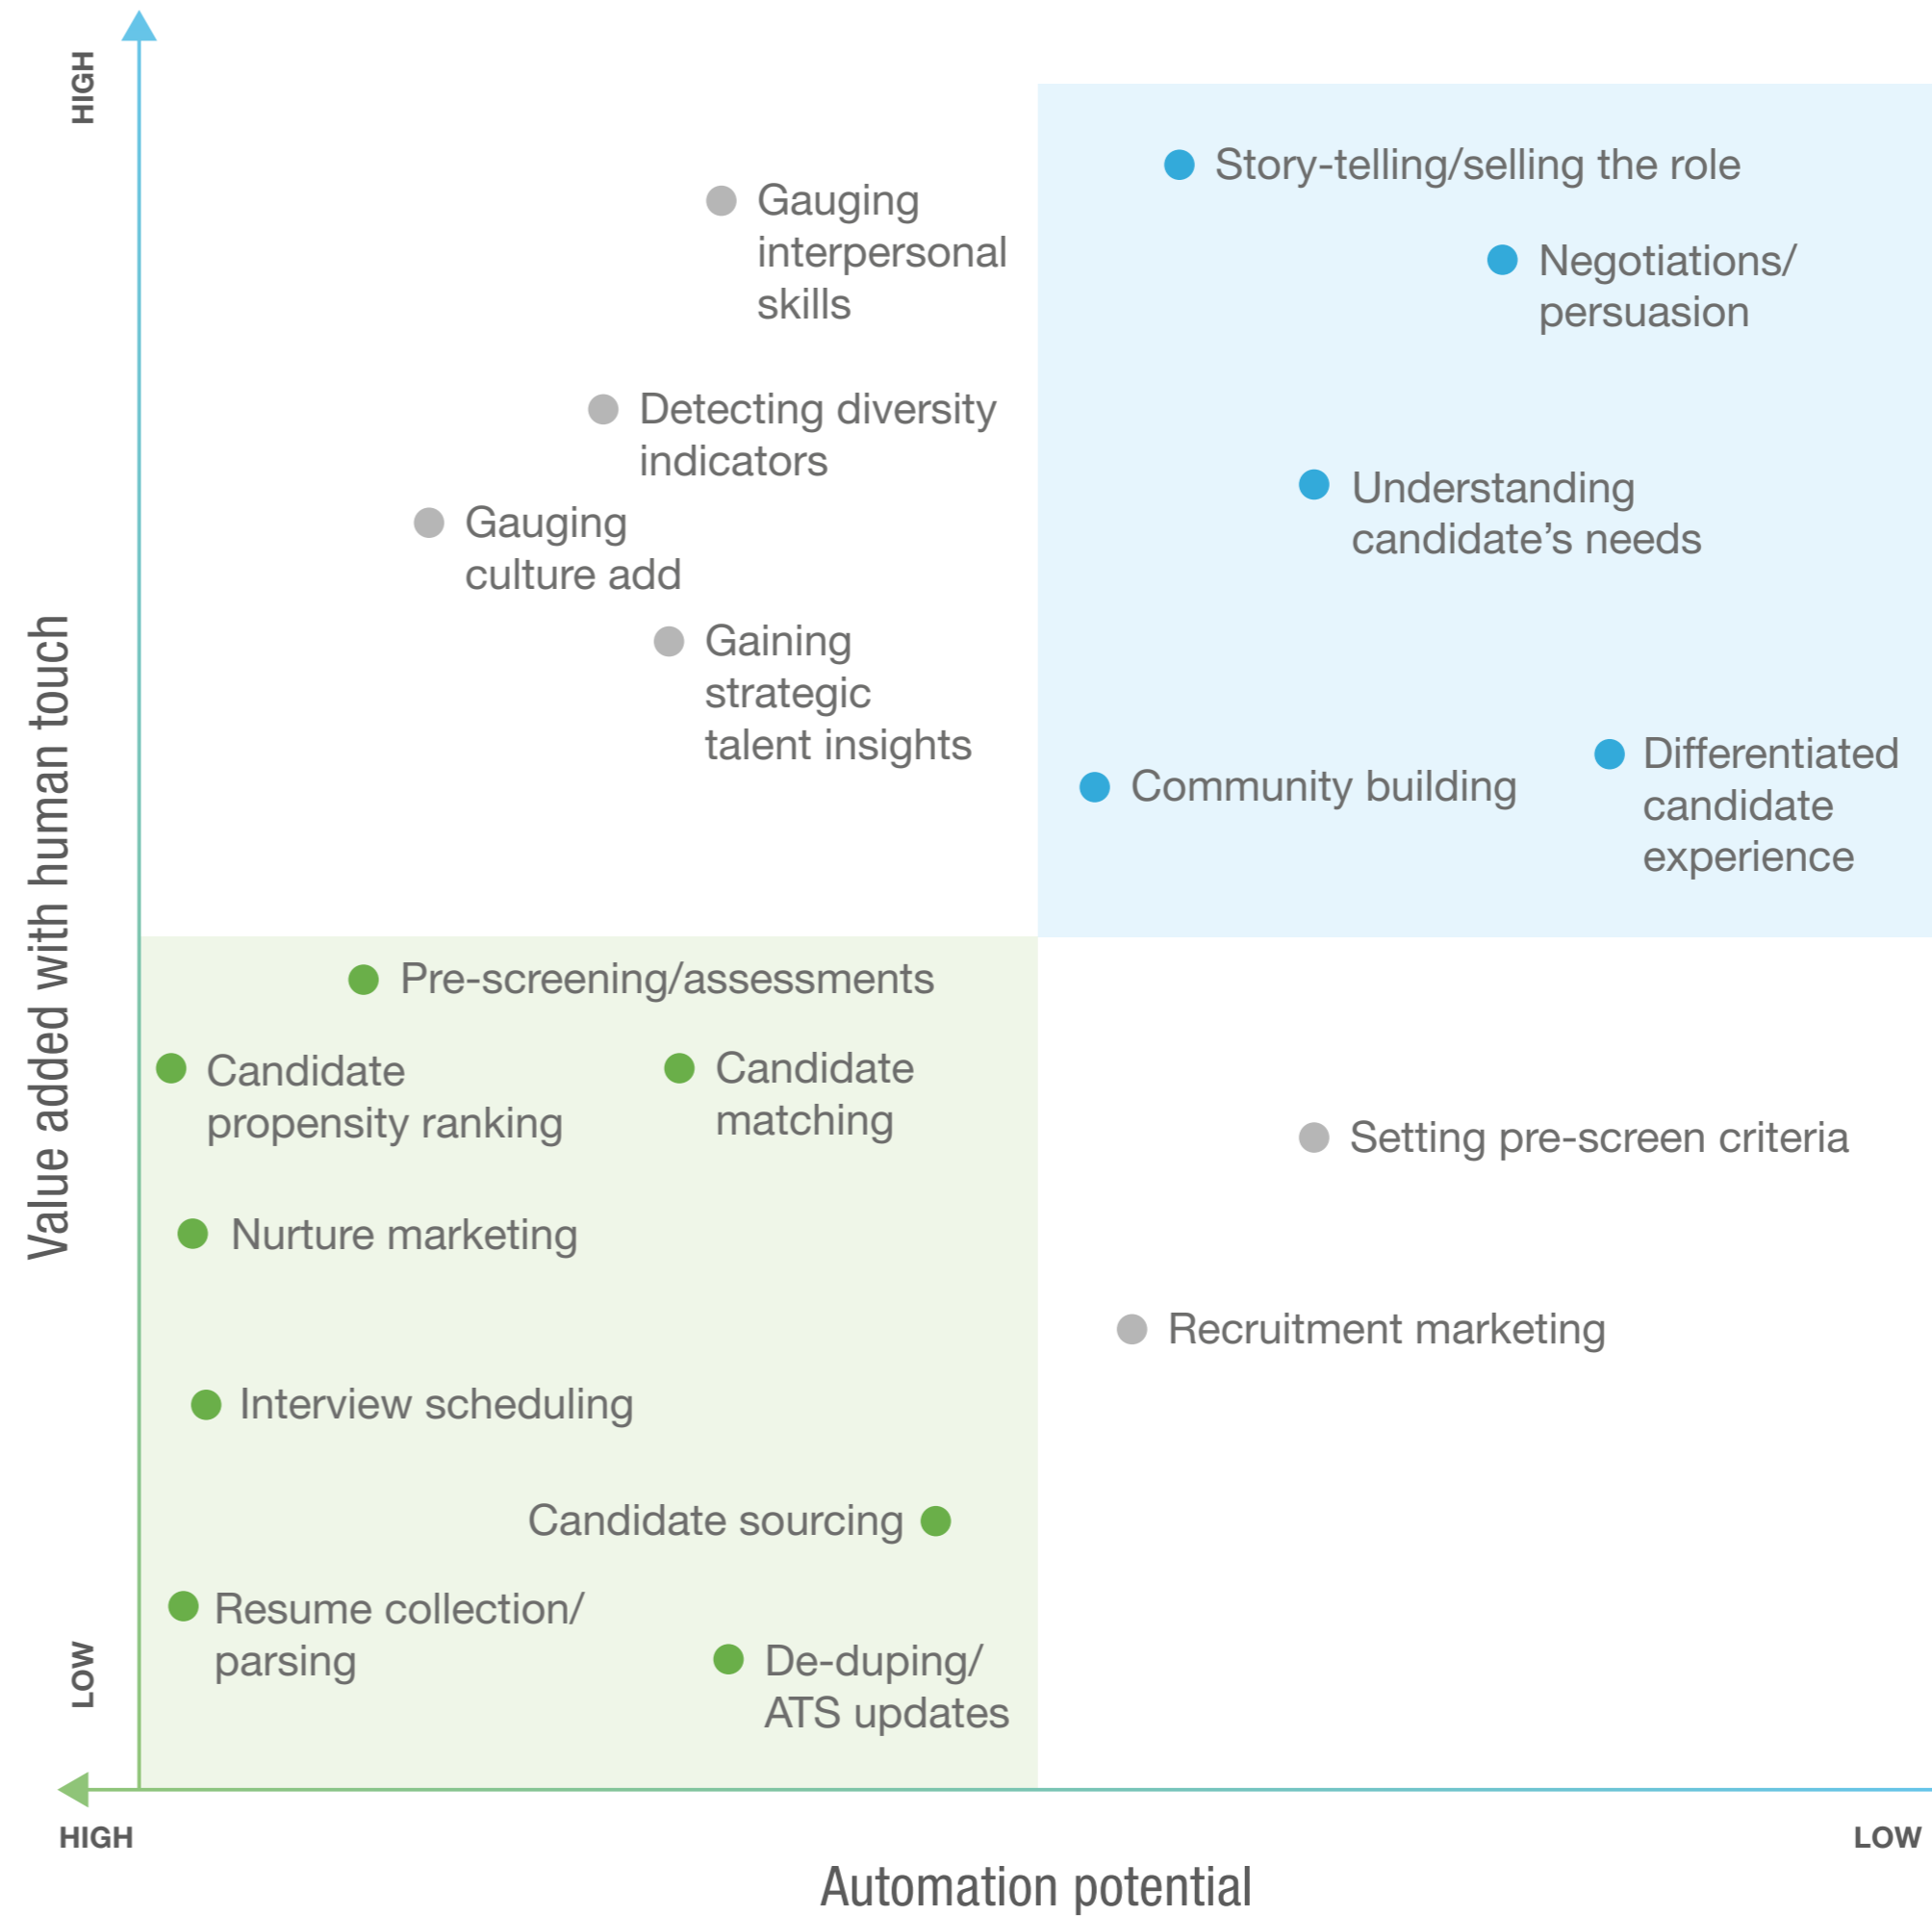 HIGH
Story-telling/selling the role
Gauging
interpersonal
skills
Negotiations/
persuasion
Detecting diversity
indicators
Understanding
candidate’s needs
Gauging
culture add
Gaining
strategic
talent insights
Community building
Differentiated
candidate
experience
Value added with human touch
Pre-screening/assessments
Candidate
propensity ranking
Candidate
matching
Setting pre-screen criteria
Nurture marketing
Recruitment marketing
Interview scheduling
Candidate sourcing
Resume collection/
parsing
De-duping/
ATS updates
LOW
HIGH
LOW
Automation potential